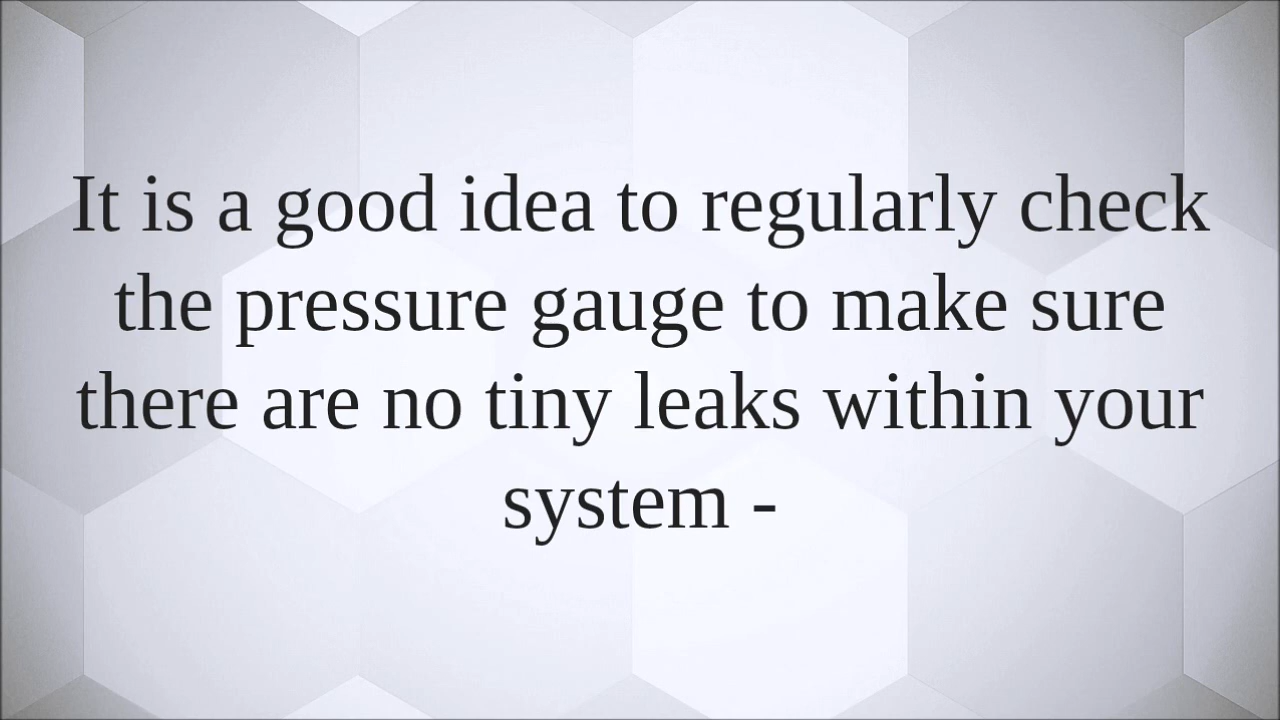 It is a good idea to regularly check
the pressure gauge to make sure
there are no tiny leaks within your
system -